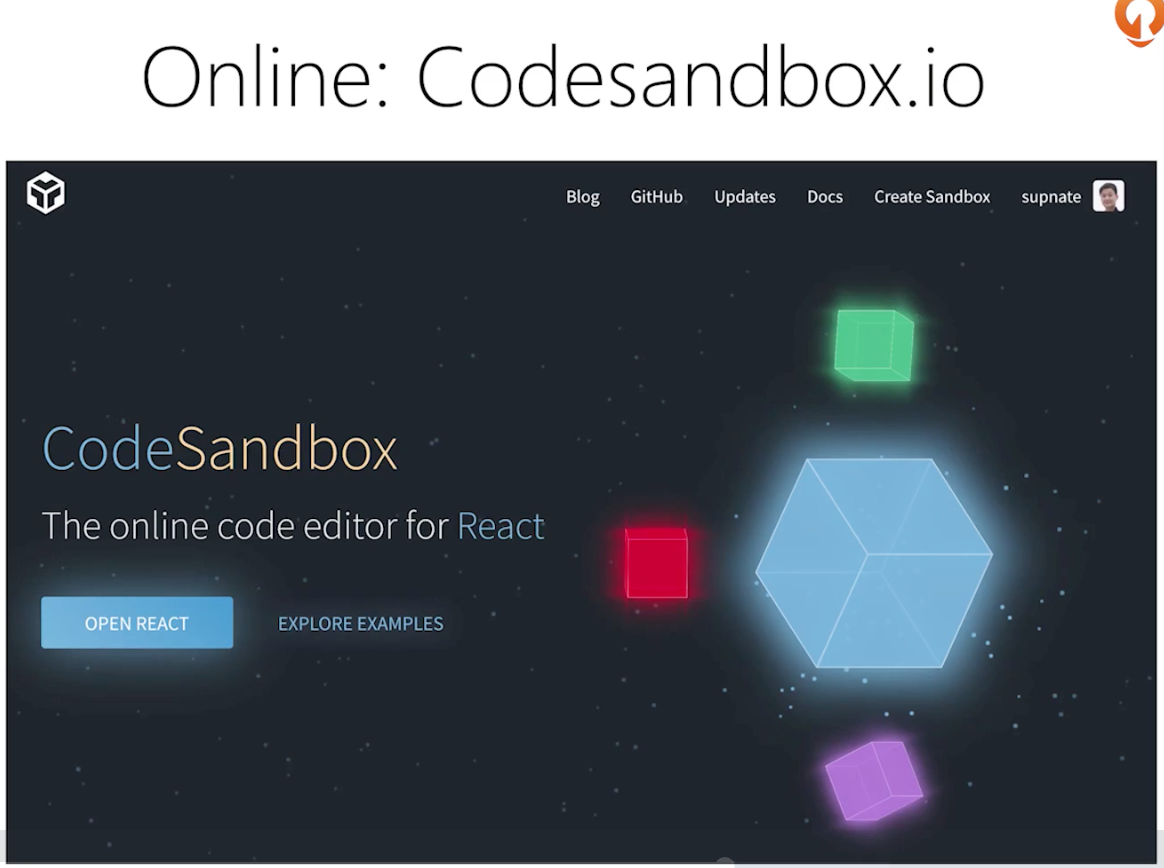 Online: Codesandbox.io
Blog GitHub Updates Docs Create Sandbox supnate
CodeSandbox
The online code editor for React
OPEN REACT EXPLORE EXAMPLES